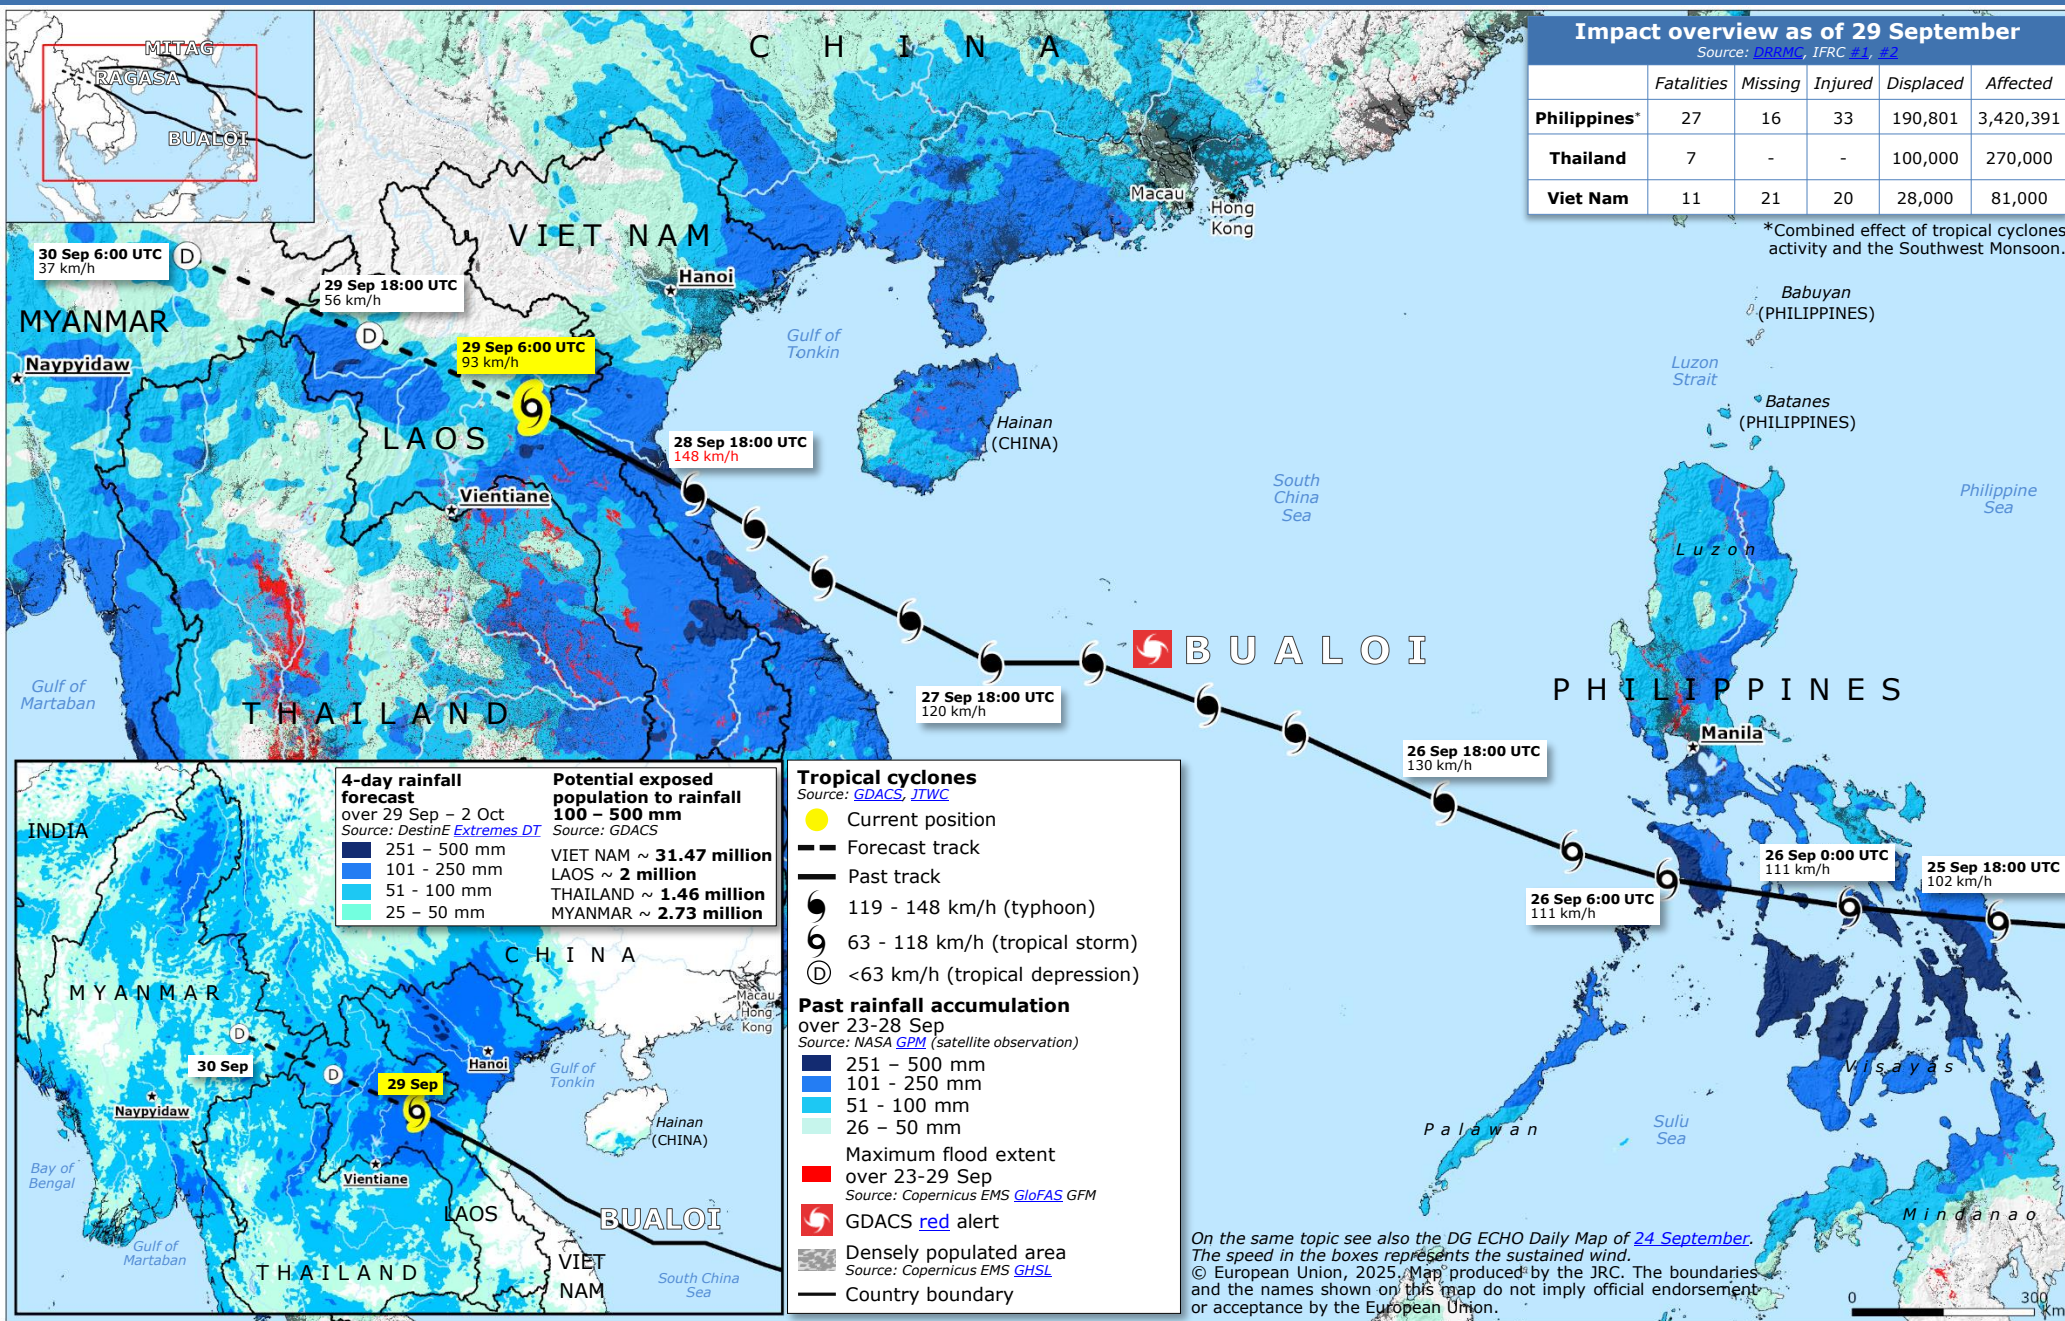 MITAG
RAGASA
BUALOI
C H I N A
Impact overview as of 29 September
Source: DRRMC, IFRC #1, #2
Fatalities Missing Injured Displaced Affected
Philippines* 27 16 33 190,801 3,420,391
Thailand 7 - - 100,000 270,000
Viet Nam 11 21 20 28,000 81,000
*Combined effect of tropical cyclones
activity and the Southwest Monsoon.
Macau
Hong
Kong
VIET NAM
Hanoi
30 Sep 6:00 UTC
37 km/h
D
29 Sep 18:00 UTC
56 km/h
D
MYANMAR
Naypyidaw
29 Sep 6:00 UTC
93 km/h
Gulf of
Tonkin
Babuyan
(PHILIPPINES)
Luzon
Strait
Batanes
(PHILIPPINES)
Hainan
(CHINA)
LAOS
28 Sep 18:00 UTC
148 km/h
Vientiane
South
China
Sea
Philippine
Sea
Luzon
BUALOI
Gulf of
Martaban
THAILAND
27 Sep 18:00 UTC
120 km/h
PHILIPPINES
Manila
26 Sep 18:00 UTC
130 km/h
26 Sep 0:00 UTC
111 km/h
25 Sep 18:00 UTC
102 km/h
26 Sep 6:00 UTC
111 km/h
Visayas
Palawan
Sulu
Sea
Mindanao
4-day rainfall
forecast
over 29 Sep – 2 Oct
Source: DestinE Extremes DT
251 – 500 mm
101 - 250 mm
51 - 100 mm
25 – 50 mm
Potential exposed
population to rainfall
100 – 500 mm
Source: GDACS
VIET NAM ~ 31.47 million
LAOS ~ 2 million
THAILAND ~ 1.46 million
MYANMAR ~ 2.73 million
INDIA
C H I N A
MYANMAR
Macau
Hong
Kong
D
30 Sep
D
29 Sep
Hanoi
Gulf of
Tonkin
Naypyidaw
Hainan
(CHINA)
Bay of
Bengal
Vientiane
LAOS
BUALOI
Gulf of
Martaban
THAILAND
VIET
NAM
South China
Sea
Tropical cyclones
Source: GDACS, JTWC
Current position
Forecast track
Past track
119 - 148 km/h (typhoon)
63 - 118 km/h (tropical storm)
D <63 km/h (tropical depression)
Past rainfall accumulation
over 23-28 Sep
Source: NASA GPM (satellite observation)
251 – 500 mm
101 - 250 mm
51 - 100 mm
26 – 50 mm
Maximum flood extent
over 23-29 Sep
Source: Copernicus EMS GloFAS GFM
GDACS red alert
Densely populated area
Source: Copernicus EMS GHSL
Country boundary
On the same topic see also the DG ECHO Daily Map of 24 September.
The speed in the boxes represents the sustained wind.
© European Union, 2025. Map produced by the JRC. The boundaries
and the names shown on this map do not imply official endorsement
or acceptance by the European Union.
0 300
Km